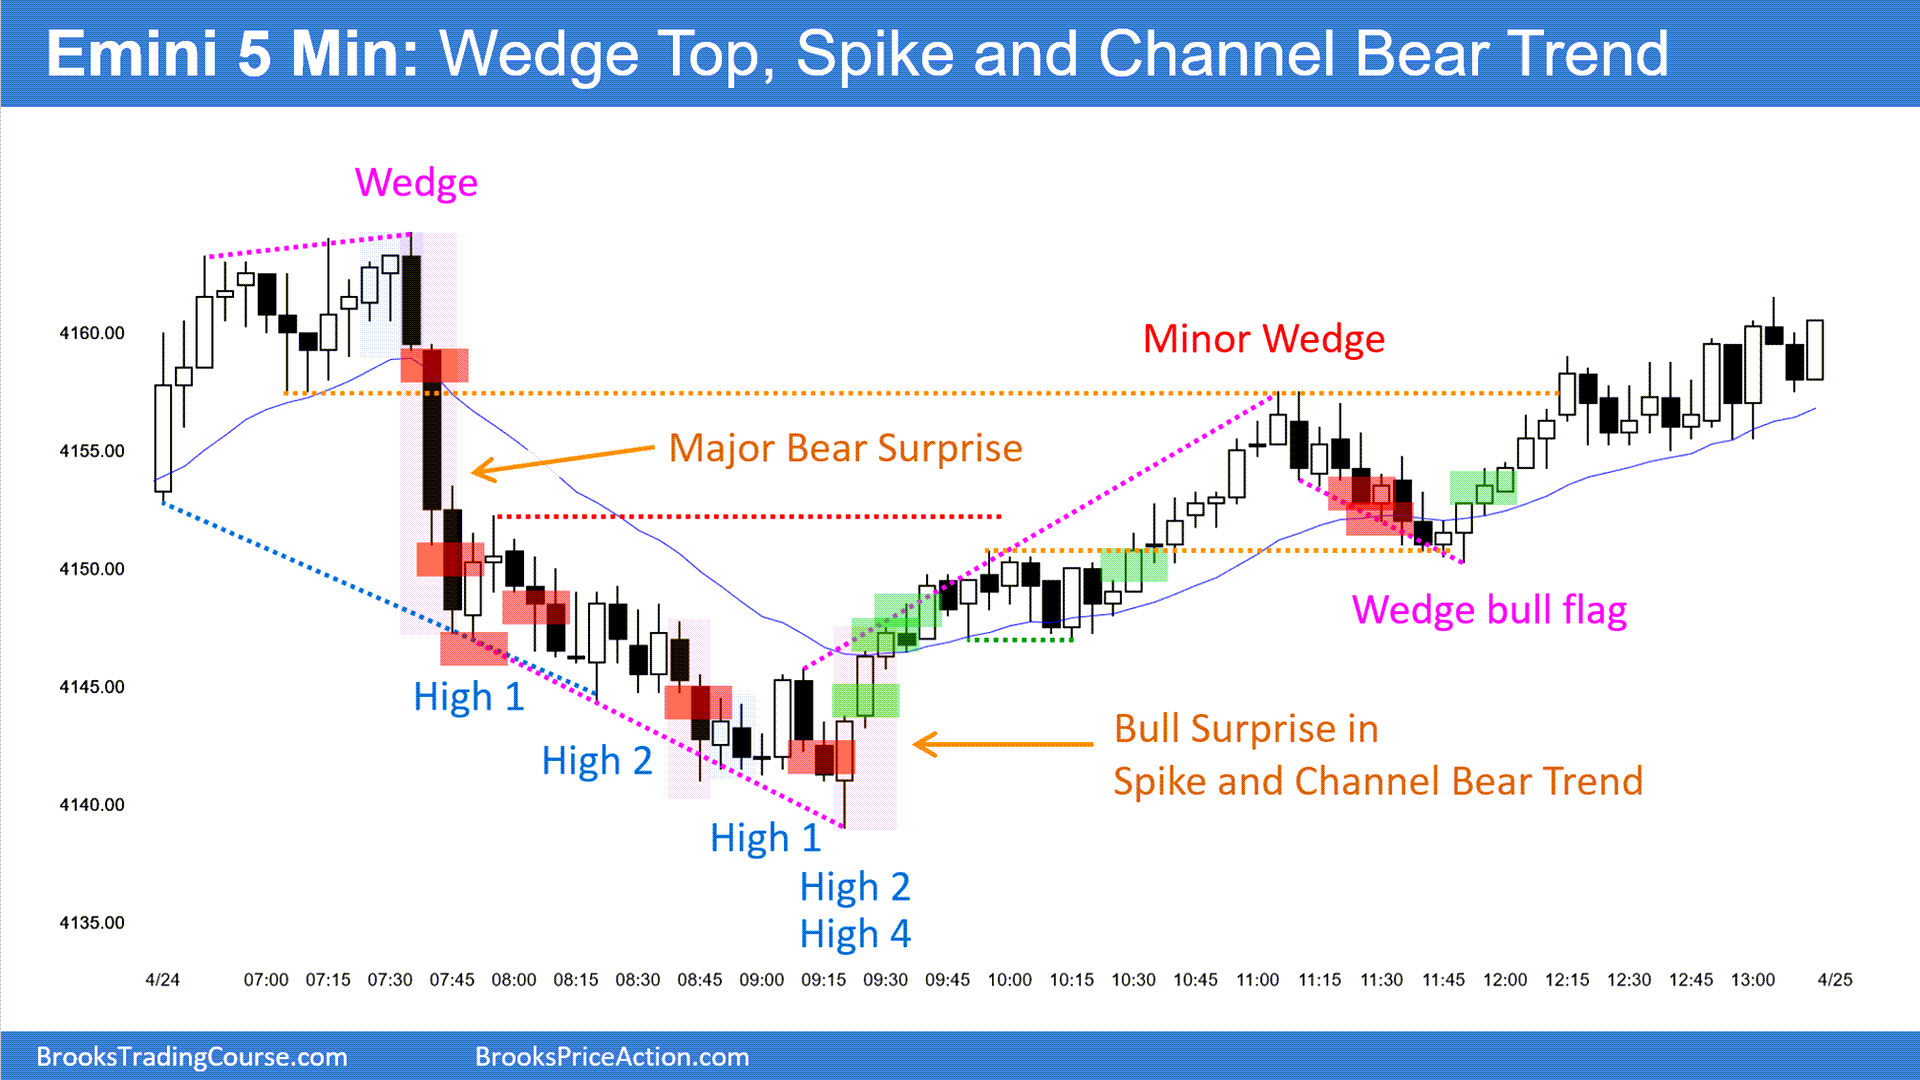 Emini 5 Min: Wedge Top, Spike and Channel Bear Trend
Wedge
Minor Wedge
Major Bear Surprise
Wedge bull flag
High 1
High 2
High 1
High 2
High 4
Bull Surprise in
Spike and Channel Bear Trend
4160.00
4155.00
4150.00
4145.00
4140.00
4135.00
4/24 07:00 07:15 07:30 07:45 08:00 08:15 08:30 08:45 09:00 09:15 09:30 09:45 10:00 10:15 10:30 10:45 11:00 11:15 11:30 11:45 12:00 12:15 12:30 12:45 13:00 4/25
BrooksTradingCourse.com BrooksPriceAction.com